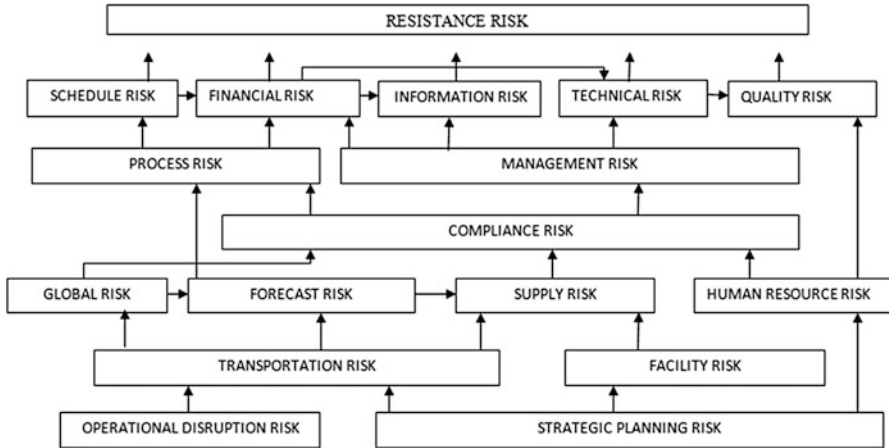 RESISTANCE RISK
SCHEDULE RISK
FINANCIAL RISK
INFORMATION RISK
TECHNICAL RISK
QUALITY RISK
PROCESS RISK
MANAGEMENT RISK
COMPLIANCE RISK
GLOBAL RISK
FORECAST RISK
SUPPLY RISK
HUMAN RESOURCE RISK
TRANSPORTATION RISK
FACILITY RISK
OPERATIONAL DISRUPTION RISK
STRATEGIC PLANNING RISK